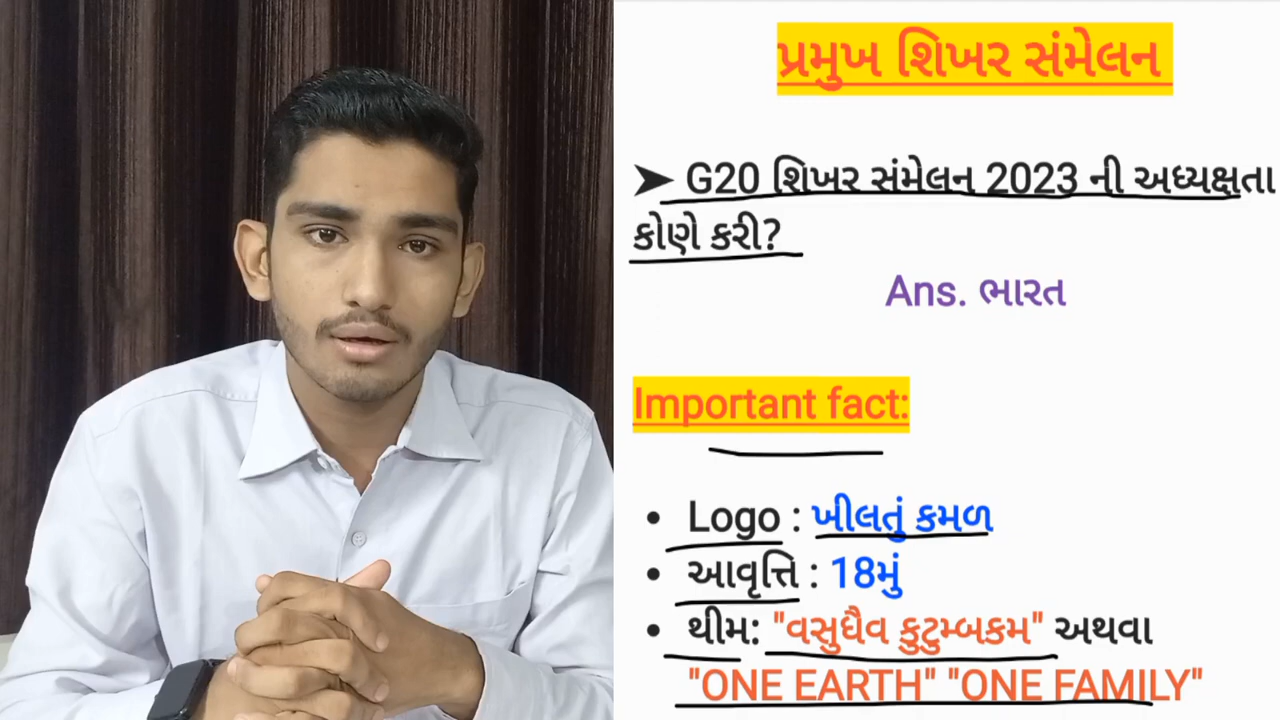 પ્રમુખ શિખર સંમેલન
➤ G20 શિખર સંમેલન 2023 ની અધ્યક્ષતા
કોણે કરી?
Ans. ભારત
Important fact:
• Logo : ખીલતું કમળ
• આવૃત્તિ : 18મું
• થીમ: "વસુધૈવ કુટુમ્બકમ" અથવા
"ONE EARTH" "ONE FAMILY"